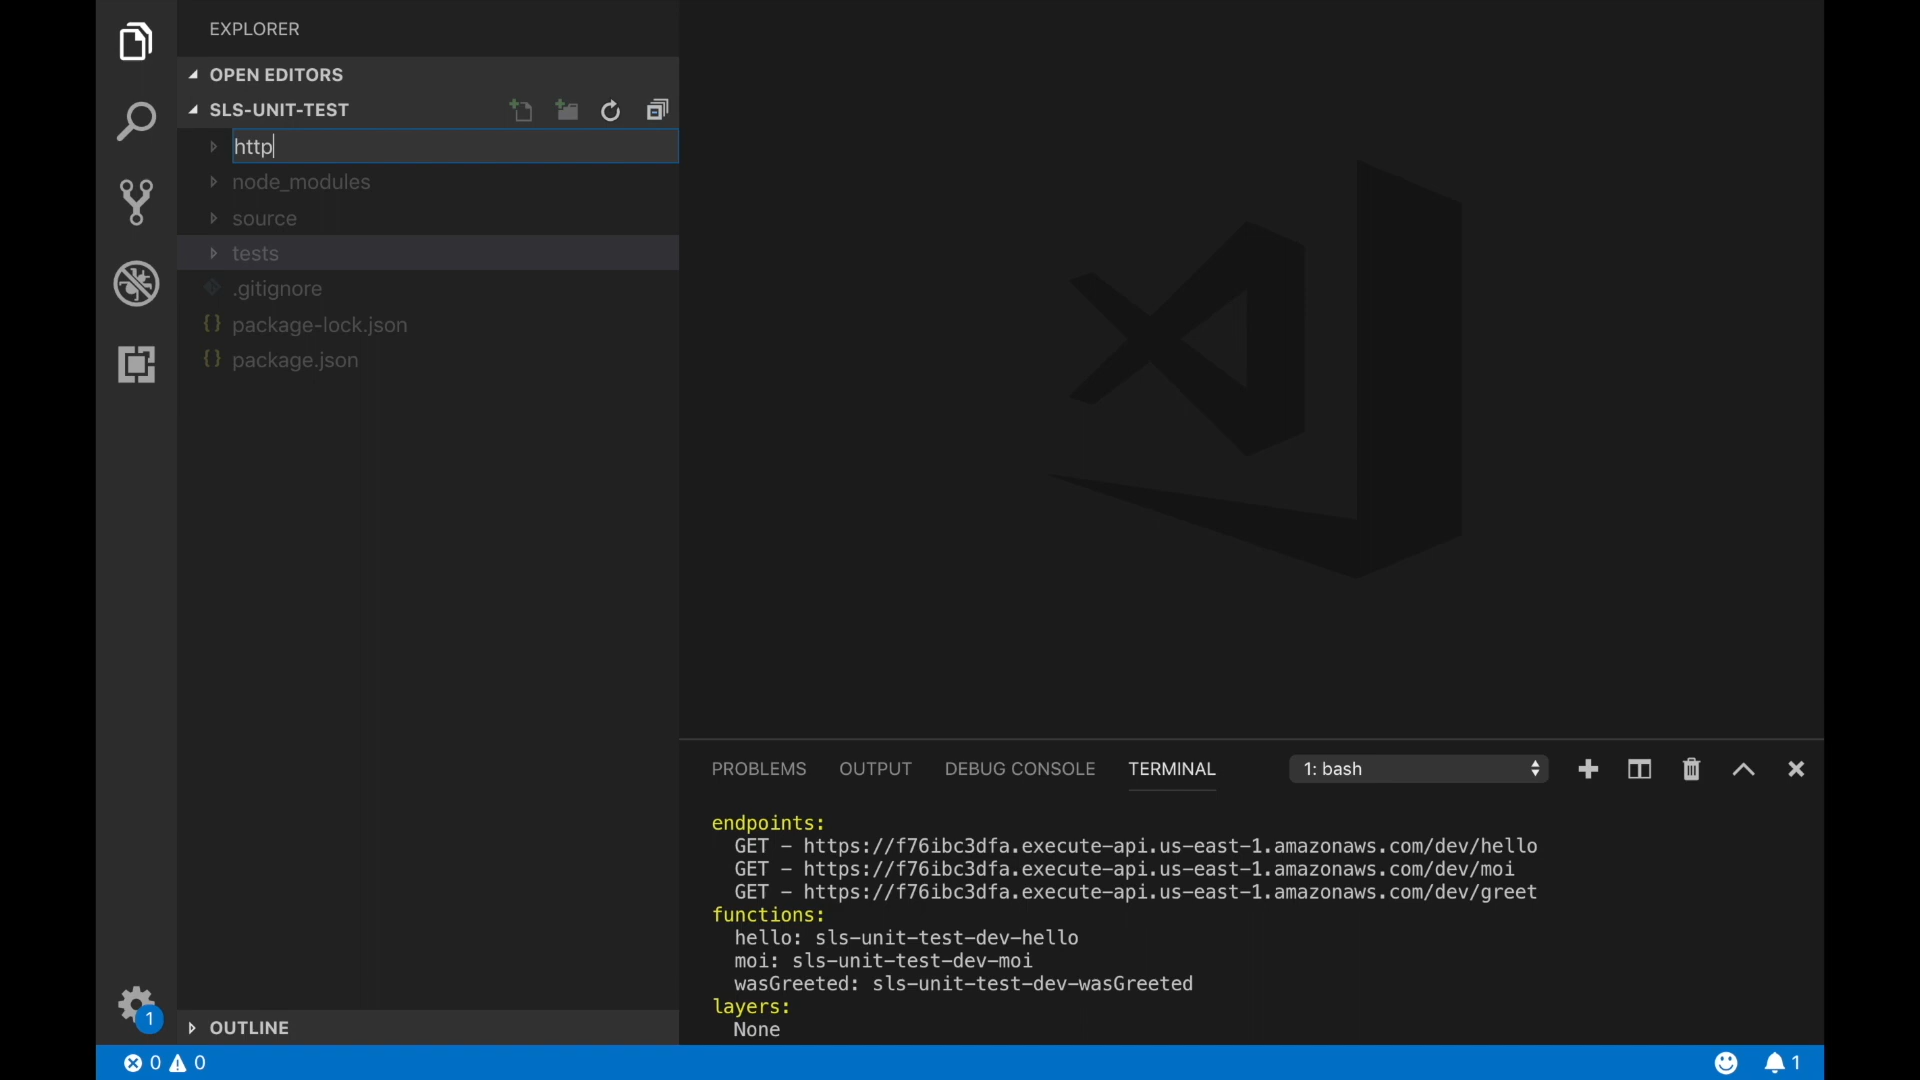 EXPLORER
OPEN EDITORS
SLS-UNIT-TEST
http
node_modules
source
tests
.gitignore
{} package-lock.json
{} package.json
PROBLEMS OUTPUT DEBUG CONSOLE TERMINAL 1: bash
endpoints:
GET - https://f76ibc3dfa.execute-api.us-east-1.amazonaws.com/dev/hello
GET - https://f76ibc3dfa.execute-api.us-east-1.amazonaws.com/dev/moi
GET - https://f76ibc3dfa.execute-api.us-east-1.amazonaws.com/dev/greet
functions:
hello: sls-unit-test-dev-hello
moi: sls-unit-test-dev-moi
wasGreeted: sls-unit-test-dev-wasGreeted
layers:
None
1
OUTLINE
0 0 1